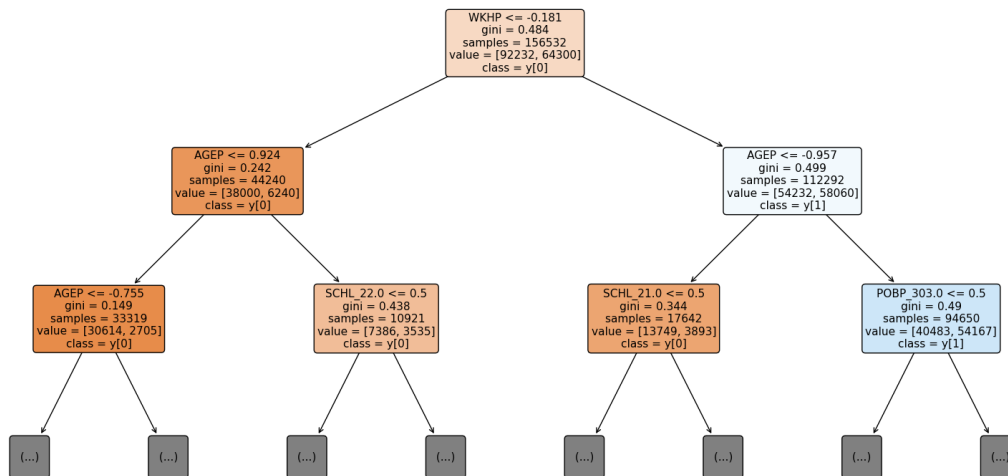 WKHP <= -0.181
gini = 0.484
samples = 156532
value = [92232, 64300]
class = y[0]
AGEP <= 0.924
gini = 0.242
samples = 44240
value = [38000, 6240]
class = y[0]
AGEP <= -0.957
gini = 0.499
samples = 112292
value = [54232, 58060]
class = y[1]
AGEP <= -0.755
gini = 0.149
samples = 33319
value = [30614, 2705]
class = y[0]
SCHL_22.0 <= 0.5
gini = 0.438
samples = 10921
value = [7386, 3535]
class = y[0]
SCHL_21.0 <= 0.5
gini = 0.344
samples = 17642
value = [13749, 3893]
class = y[0]
POBP_303.0 <= 0.5
gini = 0.49
samples = 94650
value = [40483, 54167]
class = y[1]
(...)
(...)
(...)
(...)
(...)
(...)
(...)
(...)